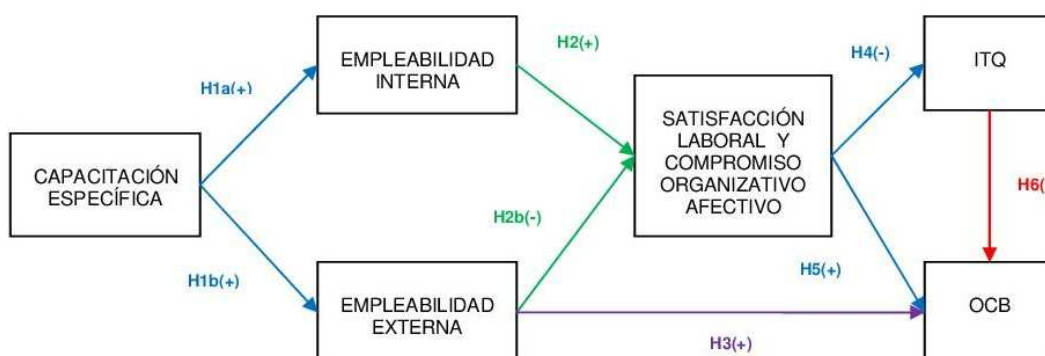 H2(+)
H4(-)
EMPLEABILIDAD
INTERNA
ITQ
H1a(+)
SATISFACCIÓN
LABORAL Y
COMPROMISO
ORGANIZATIVO
AFECTIVO
CAPACITACIÓN
ESPECÍFICA
H6(
H2b(-)
H1b(+)
H5(+)
EMPLEABILIDAD
EXTERNA
OCB
H3(+)